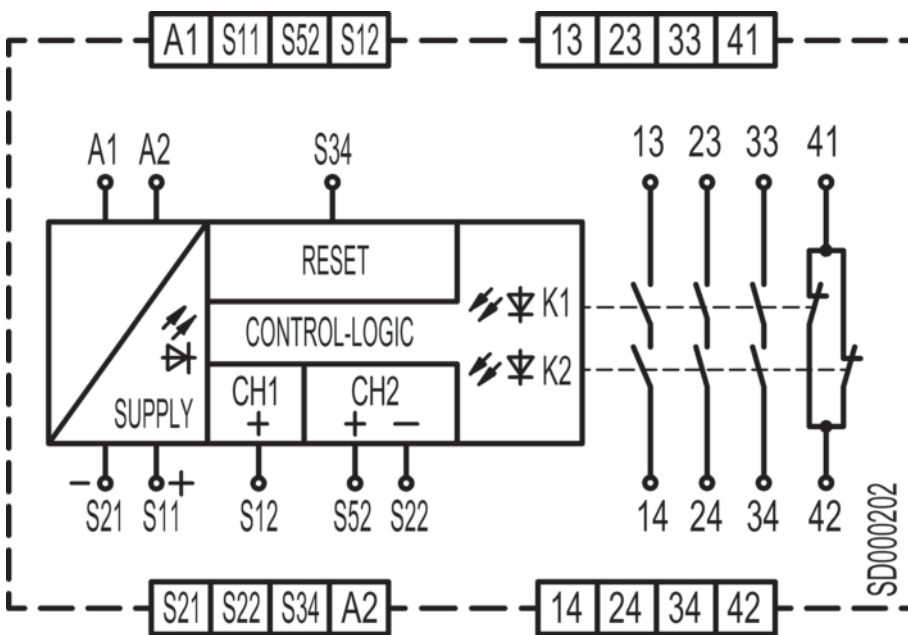 A1 S11 S52 S12 13 23 33 41
A1 A2 S34 13 23 33 41
RESET
K1
CONTROL-LOGIC
K2
CH1 CH2
SUPPLY + + −
− S21 S11 + S12 S52 S22 14 24 34 42
SD000202
S21 S22 S34 A2 14 24 34 42